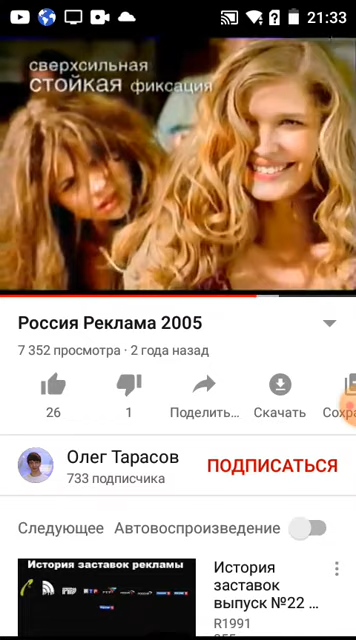 21:33
сверхсильная
стойкая фиксация
Россия Реклама 2005
7 352 просмотра · 2 года назад
26
1
Поделить…
Скачать
Сохра
Олег Тарасов
733 подписчика
ПОДПИСАТЬСЯ
Следующее
Автовоспроизведение
История заставок рекламы
РТР
История
заставок
выпуск №22 …
R1991